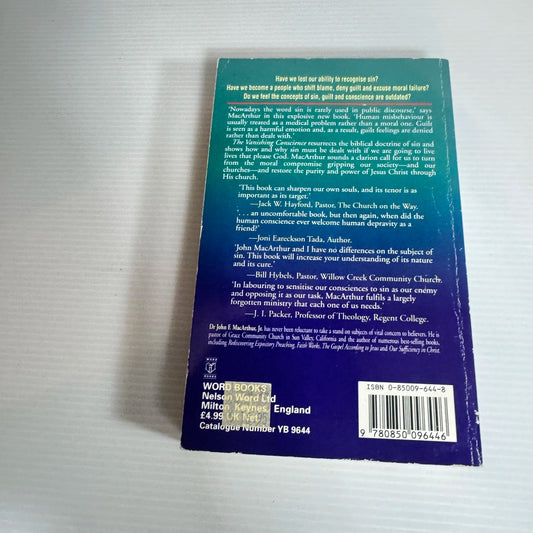 Have we lost our ability to recognise sin?
Have we become a people who shift blame, deny guilt and excuse moral failure?
Do we feel the concepts of sin, guilt and conscience are outdated?
'Nowadays the word sin is rarely used in public discourse,' says
MacArthur in this explosive new book. 'Human misbehaviour is
usually treated as a medical problem rather than a moral one. Guilt
is seen as a harmful emotion and, as a result, guilt feelings are denied
rather than dealt with.'
The Vanishing Conscience resurrects the biblical doctrine of sin and
shows how and why sin must be dealt with if we are going to live
lives that please God. MacArthur sounds a clarion call for us to turn
from the moral compromise gripping our society—and our
churches—and restore the purity and power of Jesus Christ through
His church.
'This book can sharpen our own souls, and its tenor is as
important as its target.'
—Jack W. Hayford, Pastor, The Church on the Way.
'. . . an uncomfortable book, but then again, when did the
human conscience ever welcome human depravity as a
friend?'
—Joni Eareckson Tada, Author.
'John MacArthur and I have no differences on the subject of
sin. This book will increase your understanding of its nature
and its cure.'
—Bill Hybels, Pastor, Willow Creek Community Church.
'In labouring to sensitise our consciences to sin as our enemy
and opposing it as our task, MacArthur fulfils a largely
forgotten ministry that each one of us needs.'
—J. I. Packer, Professor of Theology, Regent College.
Dr John F. MacArthur, Jr. has never been reluctant to take a stand on subjects of vital concern to believers. He is
pastor of Grace Community Church in Sun Valley, California and the author of numerous best-selling books,
including Rediscovering Expository Preaching, Faith Works, The Gospel According to Jesus and Our Sufficiency in Christ.
WORD
BOOKS
WORD BOOKS
Nelson Word Ltd
Milton Keynes, England
£4.99 UK Net
Catalogue Number YB 9644
ISBN 0-85009-644-8
9 780850 096446